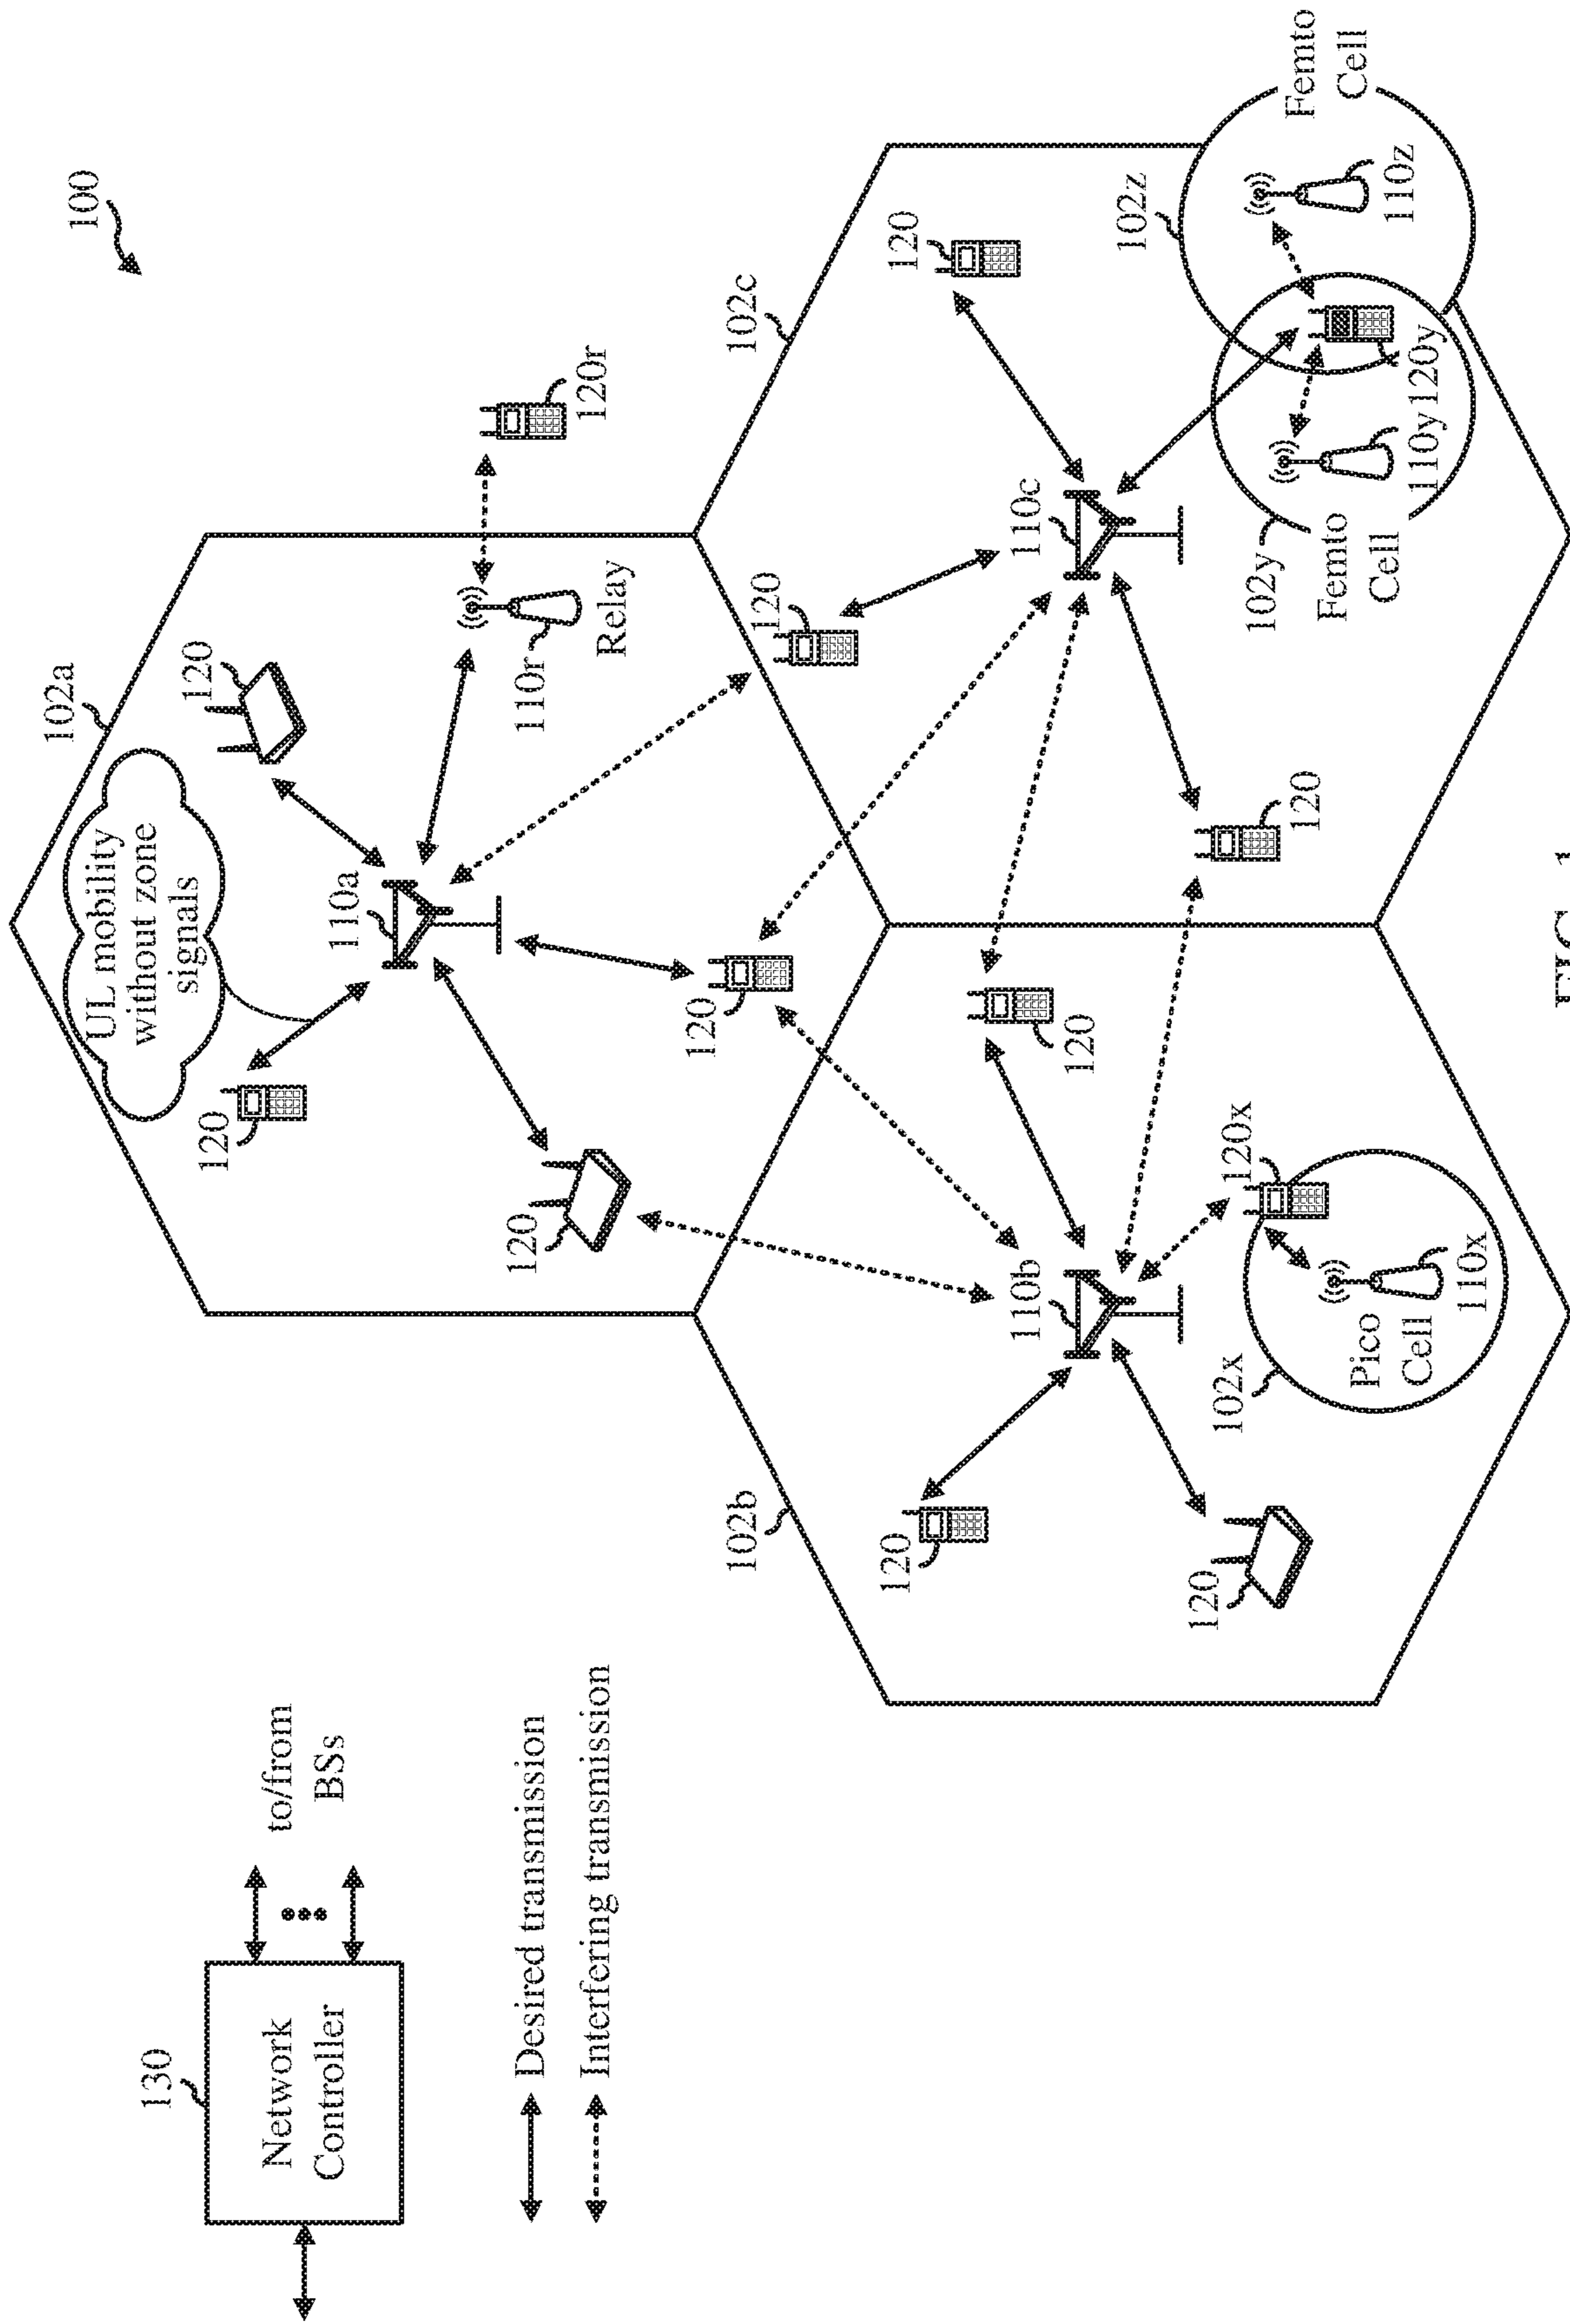 100
130
Network
Controller
to/from
BSs
Desired transmission
Interfering transmission
102a
UL mobility
without zone
signals
120
120
110a
120
110r
Relay
120r
120
102b
120
110b
120
120
120x
102x
Pico
Cell
110x
102c
120
120
110c
120
102y
Femto
Cell
110y
120y
102z
110z
Femto
Cell